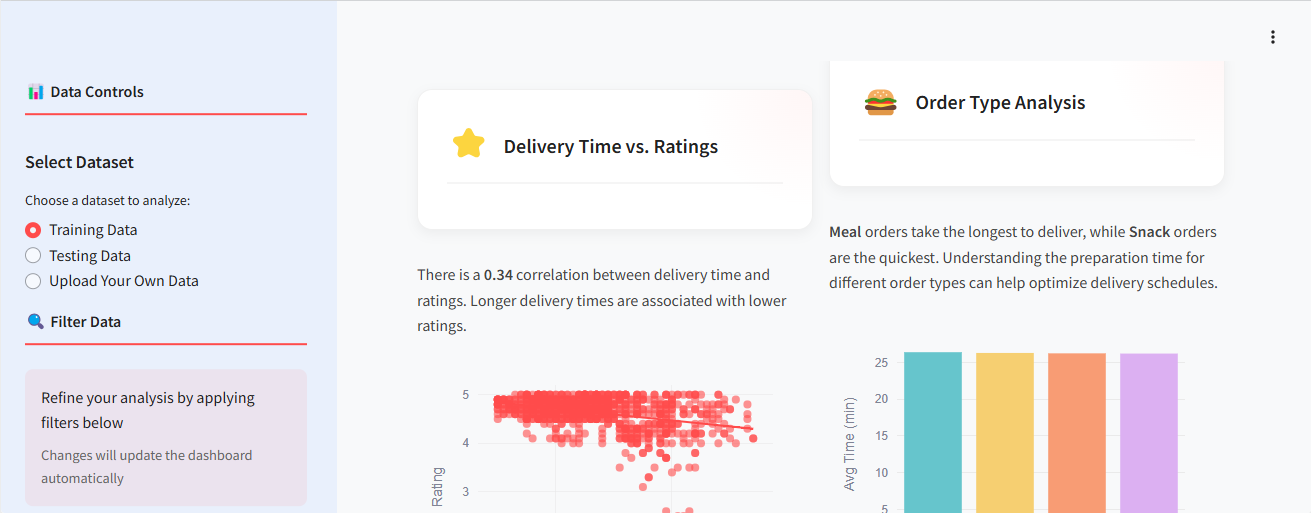 Data Controls
Select Dataset
Choose a dataset to analyze:
Training Data
Testing Data
Upload Your Own Data
Filter Data
Refine your analysis by applying
filters below
Changes will update the dashboard
automatically
Delivery Time vs. Ratings
There is a 0.34 correlation between delivery time and
ratings. Longer delivery times are associated with lower
ratings.
5
4
3
Rating
Order Type Analysis
Meal orders take the longest to deliver, while Snack orders
are the quickest. Understanding the preparation time for
different order types can help optimize delivery schedules.
25
20
15
10
5
Avg Time (min)